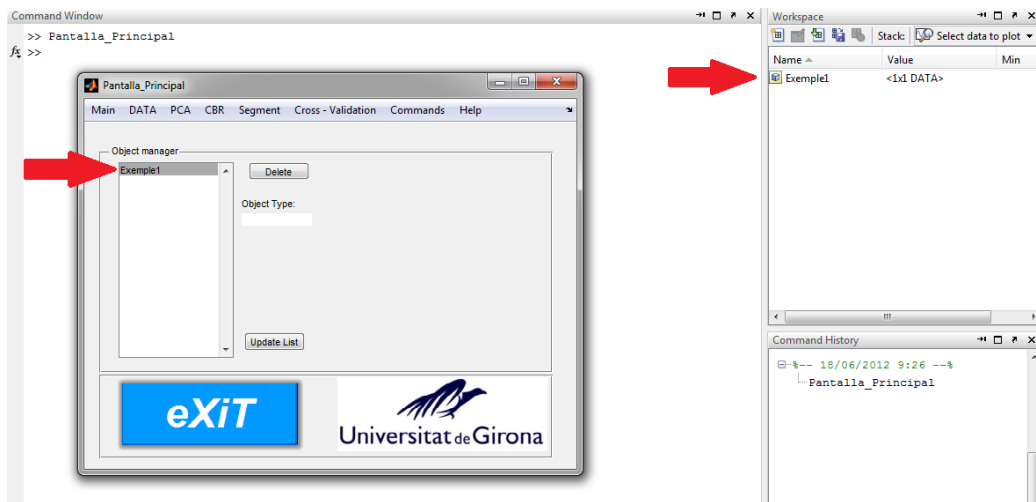 Command Window
>> Pantalla_Principal
fx >>
Pantalla_Principal
Main DATA PCA CBR Segment Cross - Validation Commands Help
Object manager
Exemple1
Delete
Object Type:
Update List
eXiT
Universitat de Girona
Workspace
Stack: Select data to plot
Name Value Min
Exemple1 <1x1 DATA>
Command History
%-- 18/06/2012 9:26 --%
Pantalla_Principal